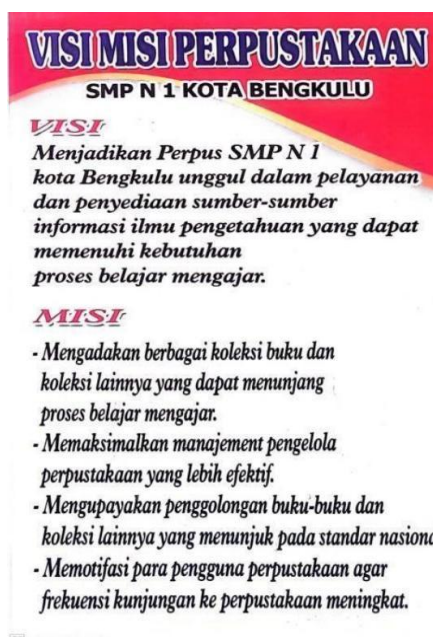 VISI MISI PERPUSTAKAAN
SMP N 1 KOTA BENGKULU
VISI
Menjadikan Perpus SMP N 1
kota Bengkulu unggul dalam pelayanan
dan penyediaan sumber-sumber
informasi ilmu pengetahuan yang dapat
memenuhi kebutuhan
proses belajar mengajar.
MISI
- Mengadakan berbagai koleksi buku dan
koleksi lainnya yang dapat menunjang
proses belajar mengajar.
- Memaksimalkan manajement pengelola
perpustakaan yang lebih efektif.
- Mengupayakan penggolongan buku-buku dan
koleksi lainnya yang menunjuk pada standar
- Memotifasi para pengguna perpustakaan agar
frekuensi kunjungan ke perpustakaan meningkat.